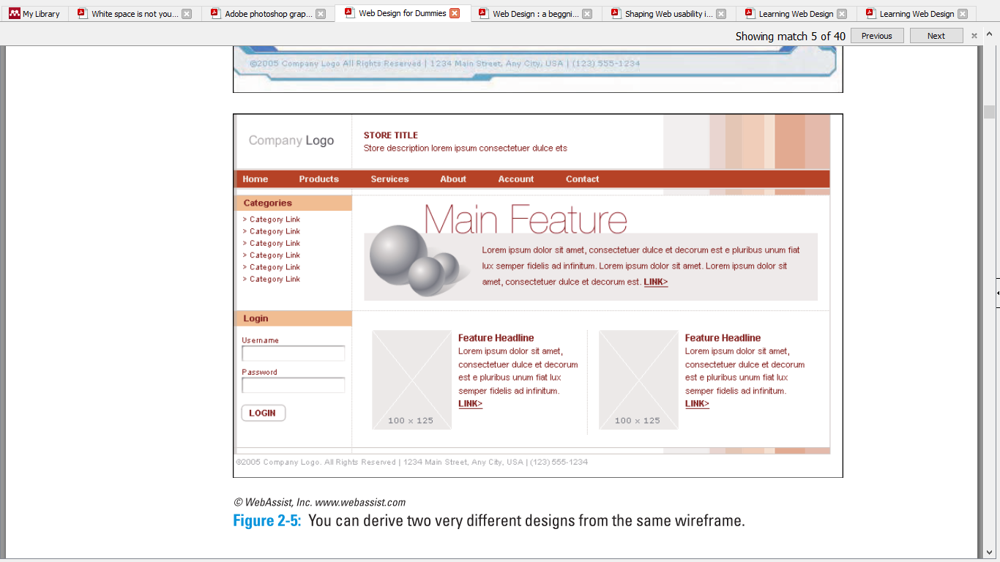 My Library
White space is not you...
Adobe photoshop grap...
Web Design for Dummies
Web Design : a beggni...
Shaping Web usability i...
Learning Web Design
Learning Web Design
Showing match 5 of 40
Previous
Next
©2005 Company Logo All Rights Reserved | 1234 Main Street, Any City, USA | (123) 555-1234
Company Logo
STORE TITLE
Store description lorem ipsum consectetuer dulce ets
Home Products Services About Account Contact
Categories
> Category Link
> Category Link
> Category Link
> Category Link
> Category Link
> Category Link
Main Feature
Lorem ipsum dolor sit amet, consectetuer dulce et decorum est e pluribus unum fiat
lux semper fidelis ad infinitum. Lorem ipsum dolor sit amet. Lorem ipsum dolor sit
amet, consectetuer dulce et decorum est. LINK>
Login
Username
Password
LOGIN
100 x 125
Feature Headline
Lorem ipsum dolor sit amet,
consectetuer dulce et decorum
est e pluribus unum fiat lux
semper fidelis ad infinitum.
LINK>
100 x 125
Feature Headline
Lorem ipsum dolor sit amet,
consectetuer dulce et decorum
est e pluribus unum fiat lux
semper fidelis ad infinitum.
LINK>
©2005 Company Logo. All Rights Reserved | 1234 Main Street, Any City, USA | (123) 555-1234
© WebAssist, Inc. www.webassist.com
Figure 2-5: You can derive two very different designs from the same wireframe.